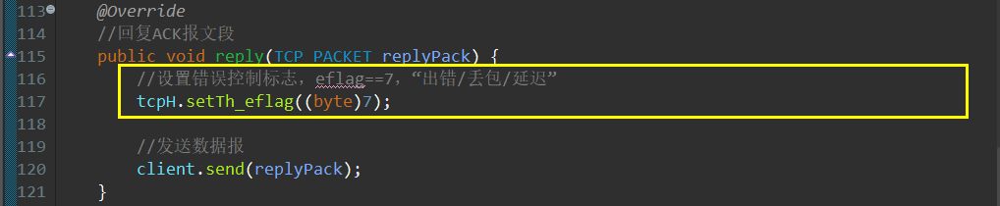 113 @Override
114 //回复ACK报文段
115 public void reply(TCP_PACKET replyPack) {
116 //设置错误控制标志，eflag==7，“出错/丢包/延迟”
117 tcpH.setTh_eflag((byte)7);
118
119 //发送数据报
120 client.send(replyPack);
121 }